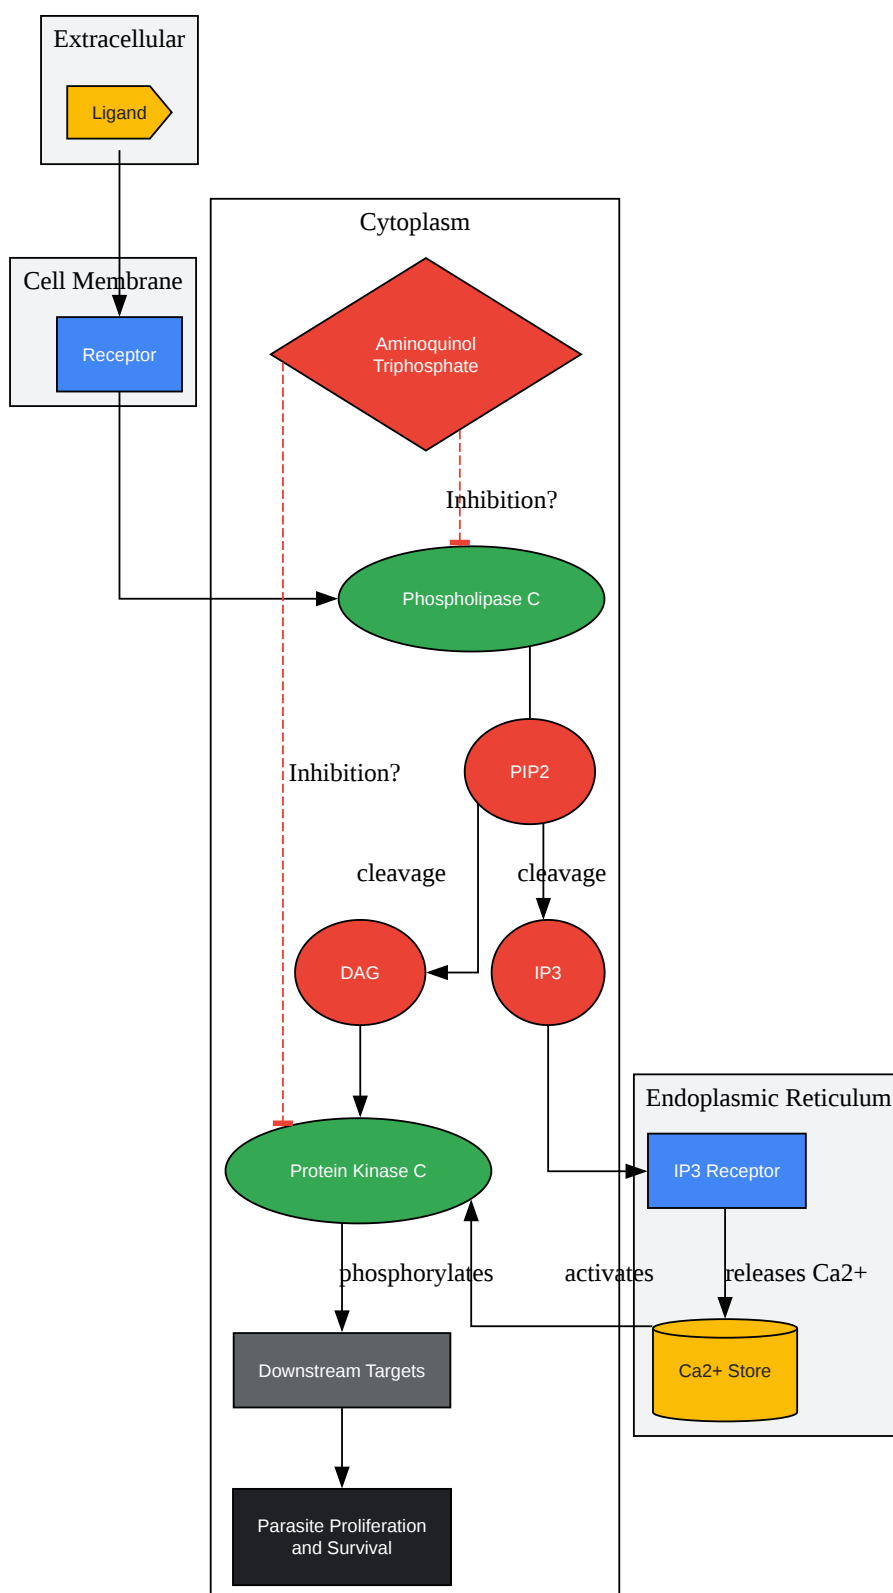 Extracellular
Ligand
Cytoplasm
Cell Membrane
Receptor
Aminoquinol
Triphosphate
Inhibition?
Phospholipase C
PIP2
Inhibition?
cleavage
cleavage
DAG
IP3
Endoplasmic Reticulum
Protein Kinase C
IP3 Receptor
phosphorylates
activates
releases Ca2+
Downstream Targets
Ca2+ Store
Parasite Proliferation
and Survival